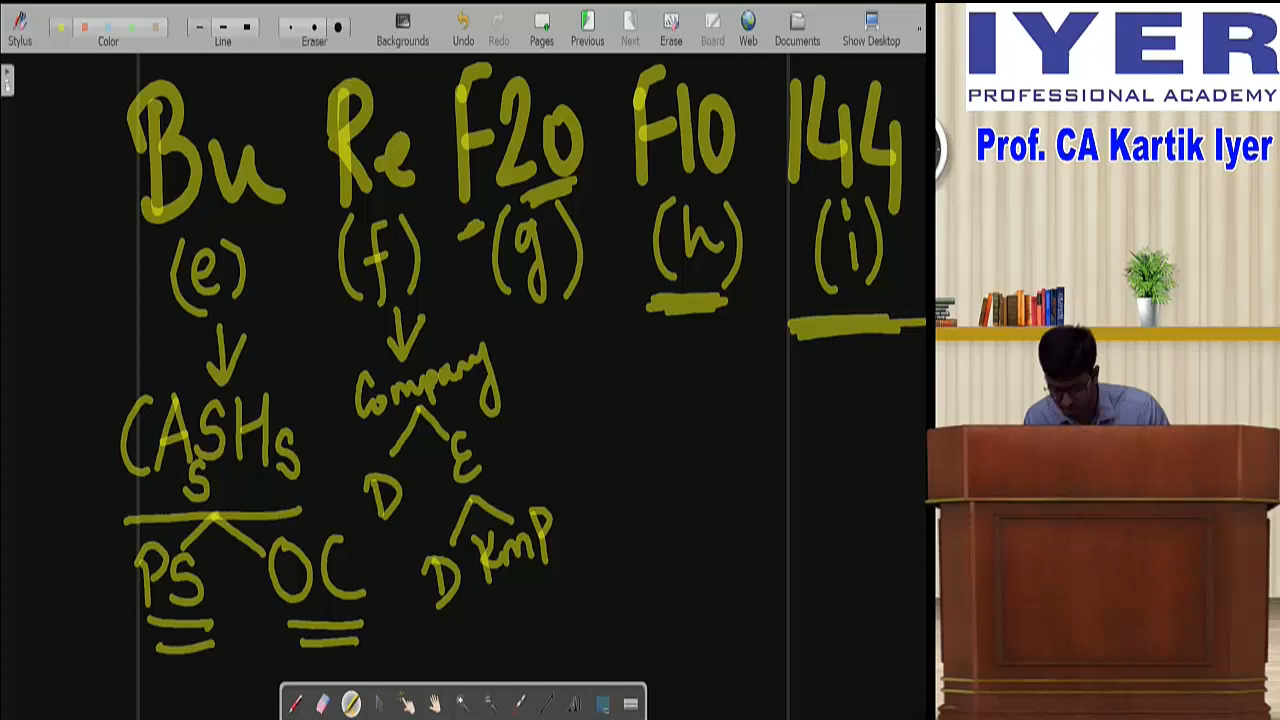 Stylus
Color
Line
Eraser
Backgrounds
Undo
Redo
Pages
Previous
Next
Erase
Board
Web
Documents
Show Desktop
Bu Re F20 F10 144
(e) (f) -(g) (h) (i)
CASHS
S
Company
D E
PS OC
D KMP
IYER
PROFESSIONAL ACADEMY
Prof. CA Kartik Iyer